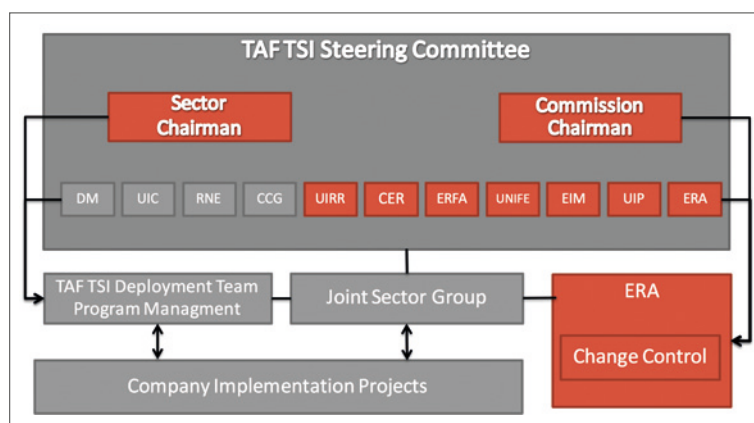 TAF TSI Steering Committee
Sector
Chairman
Commission
Chairman
DM
UIC
RNE
CCG
UIRR
CER
ERFA
UNIFE
EIM
UIP
ERA
TAF TSI Deployment Team
Program Managment
Joint Sector Group
ERA
Change Control
Company Implementation Projects